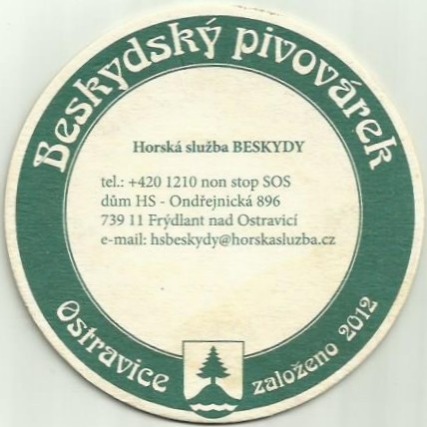 Beskydský pivovárek
Horská služba BESKYDY
tel.: +420 1210 non stop SOS
dům HS - Ondřejnická 896
739 11 Frýdlant nad Ostravicí
e-mail: hsbeskydy@horskasluzba.cz
Ostravice
založeno 2012